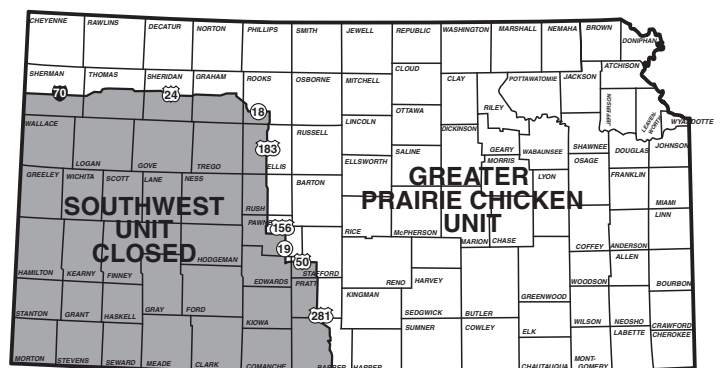 CHEYENNE RAWLINS DECATUR NORTON PHILLIPS SMITH JEWELL REPUBLIC WASHINGTON MARSHALL NEMAHA BROWN
DONIPHAN
ATCHISON
SHERMAN THOMAS SHERIDAN GRAHAM ROOKS OSBORNE MITCHELL CLOUD CLAY POTTAWATOMIE JACKSON
70 24 18
RILEY JEFFERSON LEAVEN-
WORTH WYANDOTTE
WALLACE LINCOLN OTTAWA DICKINSON
RUSSELL
183
LOGAN GOVE TREGO ELLIS ELLSWORTH SALINE GEARY WABAUNSEE SHAWNEE DOUGLAS JOHNSON
MORRIS OSAGE
GREELEY WICHITA SCOTT LANE NESS BARTON LYON FRANKLIN
GREATER
PRAIRIE CHICKEN
UNIT
SOUTHWEST
UNIT
CLOSED
RUSH MIAMI
PAWNEE 156 RICE McPHERSON MARION CHASE LINN
19
50
HODGEMAN STAFFORD COFFEY ANDERSON
ALLEN
HAMILTON KEARNY FINNEY EDWARDS PRATT RENO HARVEY WOODSON BOURBON
KINGMAN GREENWOOD
STANTON GRANT HASKELL GRAY FORD 281 SEDGWICK BUTLER WILSON NEOSHO CRAWFORD
KIOWA SUMNER COWLEY ELK LABETTE CHEROKEE
MORTON STEVENS SEWARD MEADE CLARK COMANCHE BARBER HARPER CHAUTAUQUA MONT-
GOMERY